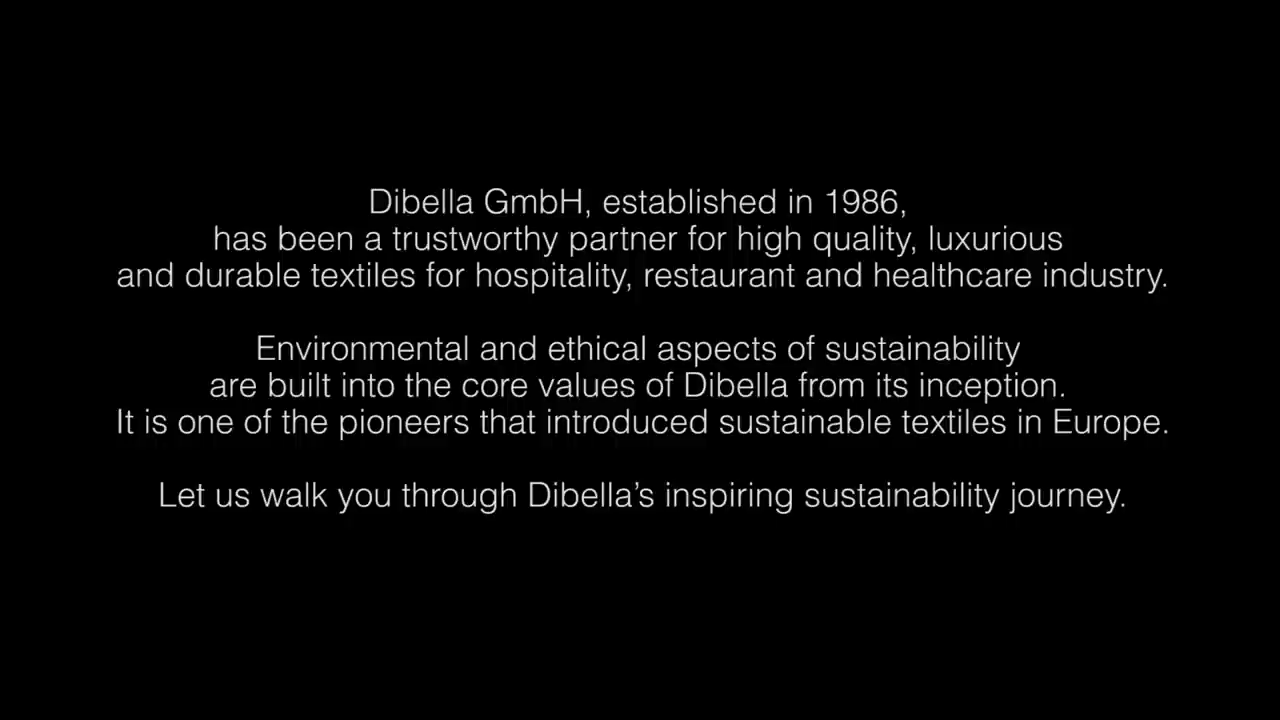 Dibella GmbH, established in 1986,
has been a trustworthy partner for high quality, luxurious
and durable textiles for hospitality, restaurant and healthcare industry.
Environmental and ethical aspects of sustainability
are built into the core values of Dibella from its inception.
It is one of the pioneers that introduced sustainable textiles in Europe.
Let us walk you through Dibella’s inspiring sustainability journey.